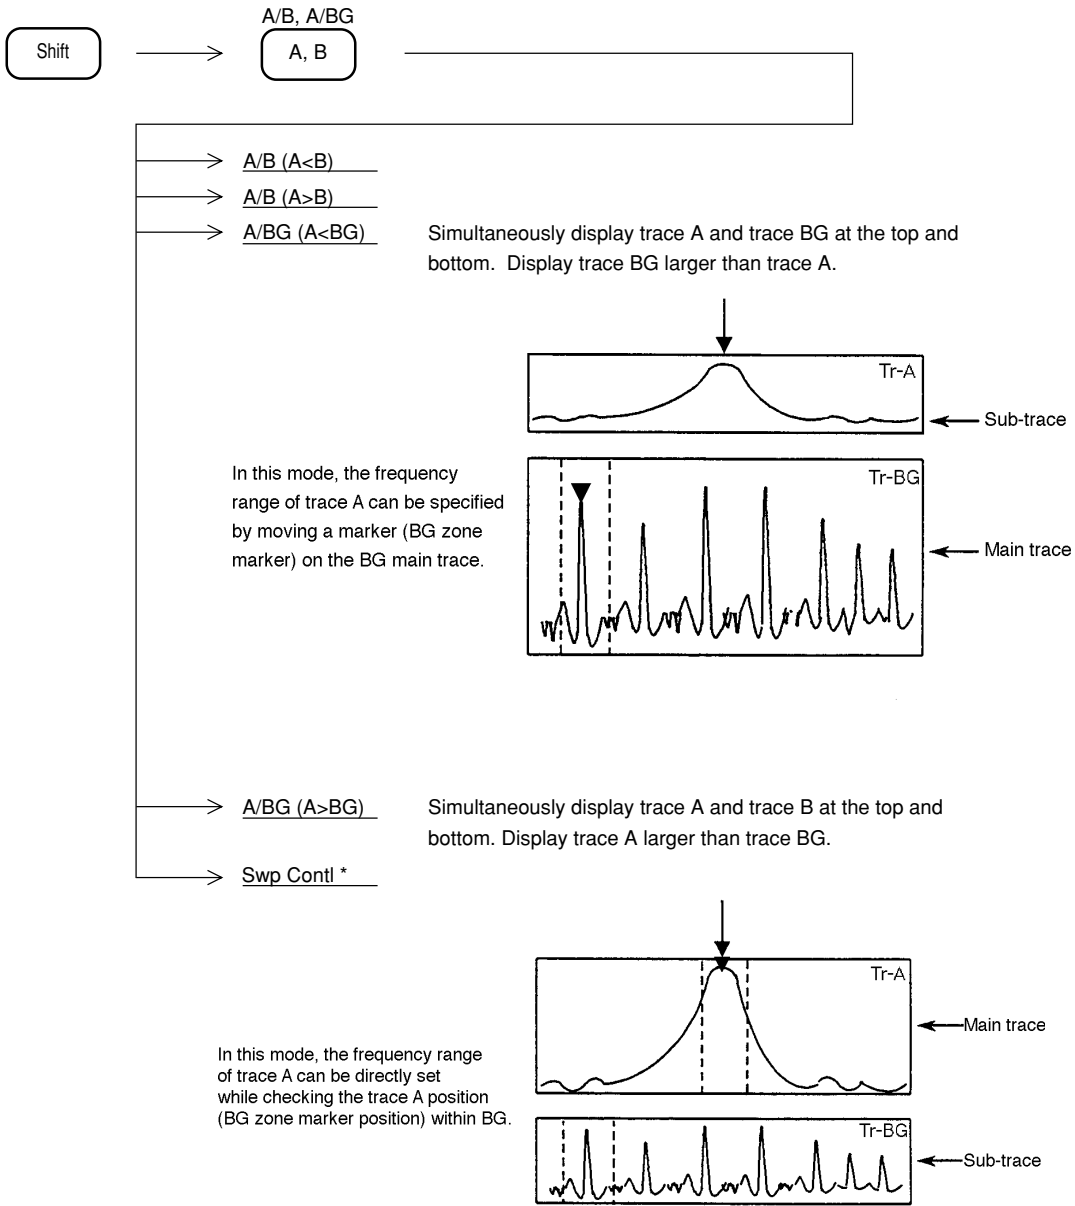 A/B, A/BG
Shift
A, B
A/B (A<B)
A/B (A>B)
A/BG (A<BG)
Simultaneously display trace A and trace BG at the top and
bottom. Display trace BG larger than trace A.
Tr-A
Sub-trace
In this mode, the frequency
range of trace A can be specified
by moving a marker (BG zone
marker) on the BG main trace.
Tr-BG
Main trace
A/BG (A>BG)
Simultaneously display trace A and trace B at the top and
bottom. Display trace A larger than trace BG.
Swp Contl *
Tr-A
Main trace
In this mode, the frequency range
of trace A can be directly set
while checking the trace A position
(BG zone marker position) within BG.
Tr-BG
Sub-trace